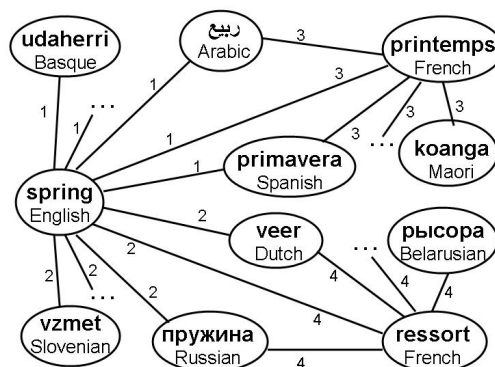 udaherri
Basque
ربيع
Arabic
printemps
French
koanga
Maori
primavera
Spanish
spring
English
veer
Dutch
рысора
Belarusian
vzmet
Slovenian
пружина
Russian
ressort
French
1
...
1
1
1
1
3
3
3
3
...
3
2
2
2
2
2
...
4
4
4
4
4
...